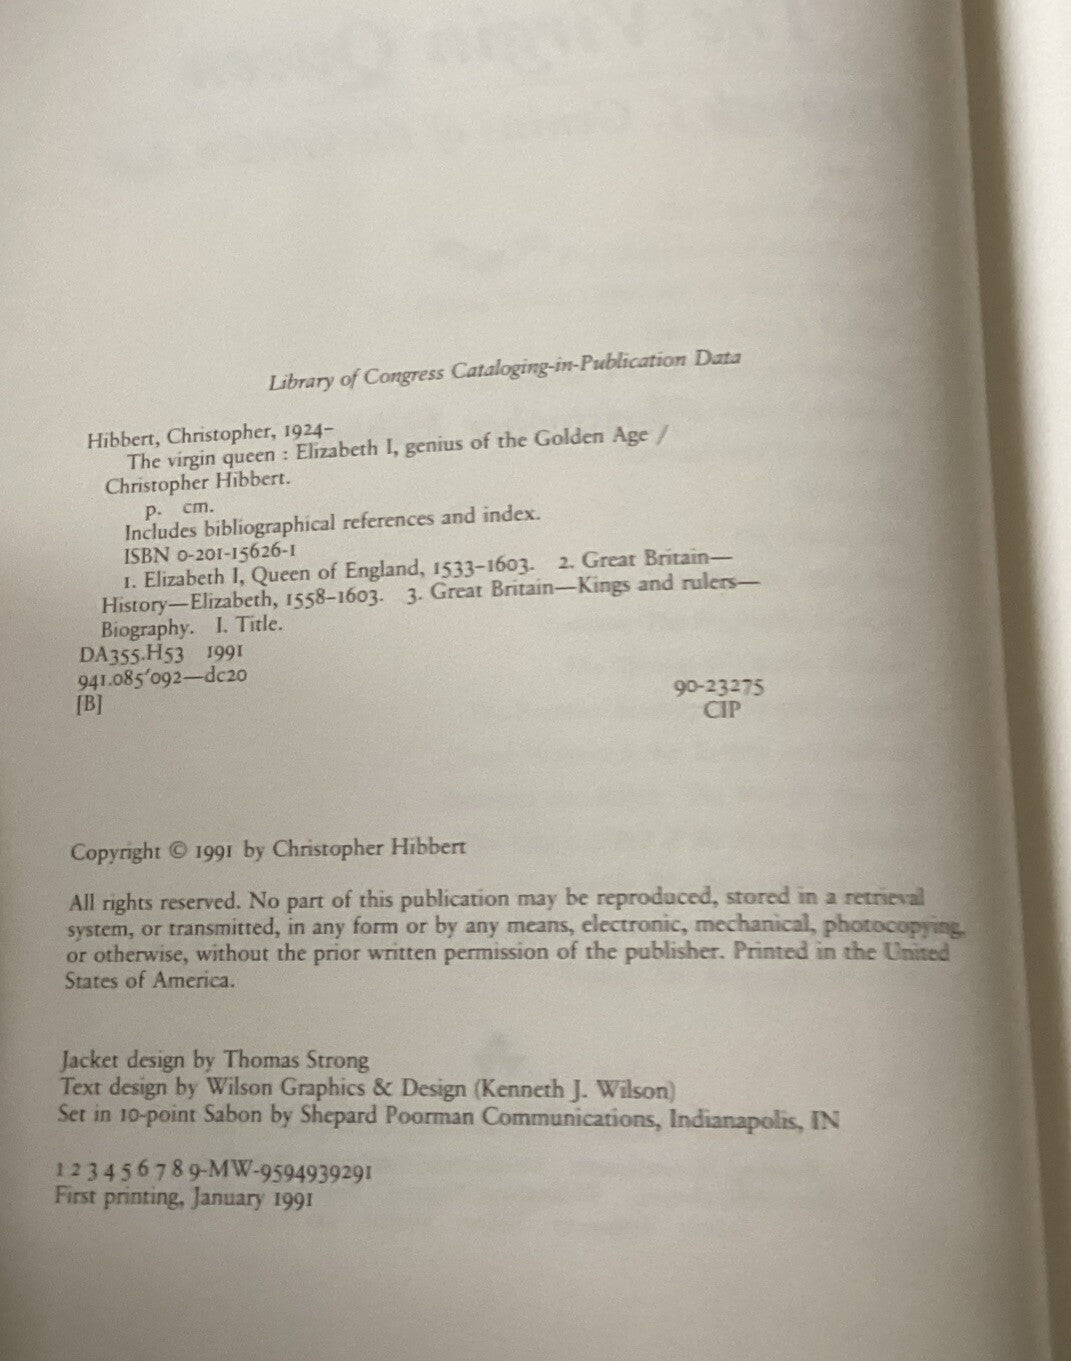 Library of Congress Cataloging-in-Publication Data
Hibbert, Christopher, 1924–
The virgin queen : Elizabeth I, genius of the Golden Age /
Christopher Hibbert.
p. cm.
Includes bibliographical references and index.
ISBN 0-201-15626-1
1. Elizabeth I, Queen of England, 1533–1603. 2. Great Britain—
History—Elizabeth, 1558–1603. 3. Great Britain—Kings and rulers—
Biography. I. Title.
DA355.H53 1991
941.085′092—dc20
[B]
90-23275
CIP
Copyright © 1991 by Christopher Hibbert
All rights reserved. No part of this publication may be reproduced, stored in a retrieval
system, or transmitted, in any form or by any means, electronic, mechanical, photocopying,
or otherwise, without the prior written permission of the publisher. Printed in the United
States of America.
Jacket design by Thomas Strong
Text design by Wilson Graphics & Design (Kenneth J. Wilson)
Set in 10-point Sabon by Shepard Poorman Communications, Indianapolis, IN
1 2 3 4 5 6 7 8 9-MW-9594939291
First printing, January 1991